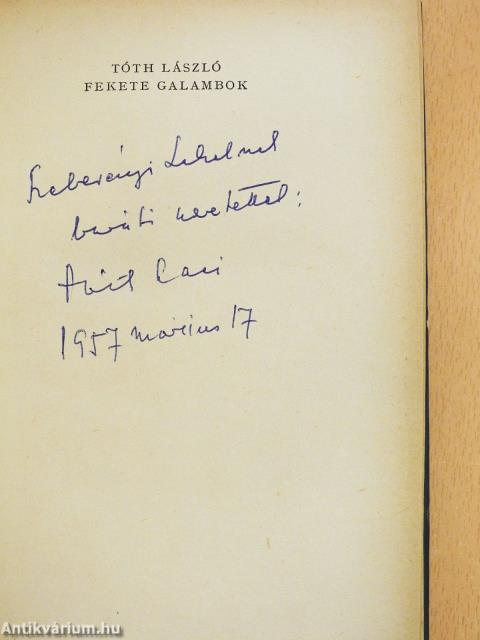 TÓTH LÁSZLÓ
FEKETE GALAMBOK
Szeberényi Lehelnek
baráti szeretettel:
Tóth Laci
1957 március 17
Antikvárium.hu